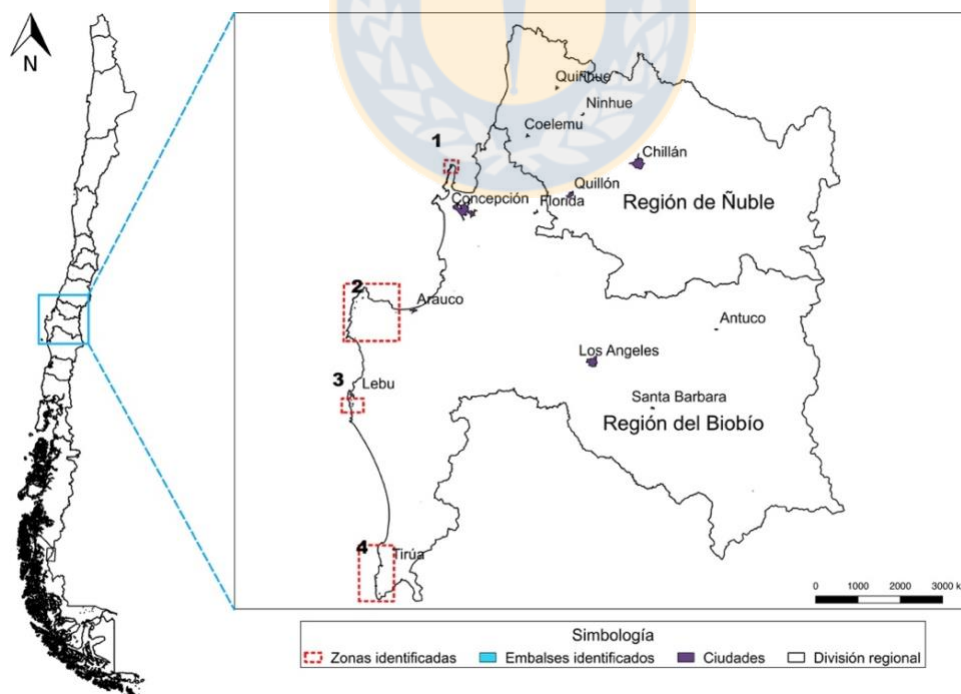 N
Quirihue
Ninhue
Coelemu
1
Chillán
Quillón
Concepción
Florida
Región de Ñuble
2
Arauco
Antuco
Los Angeles
3
Lebu
Santa Barbara
Región del Biobío
4
Tirúa
0 1000 2000 3000 k
Simbología
Zonas identificadas Embalses identificados Ciudades División regional